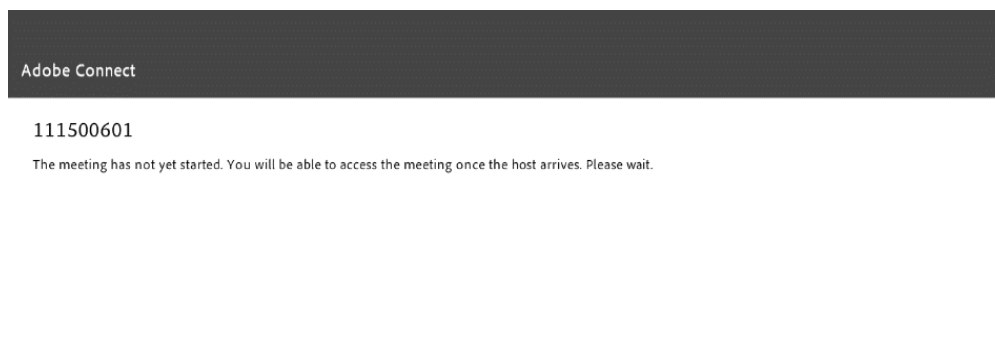 Adobe Connect
111500601
The meeting has not yet started. You will be able to access the meeting once the host arrives. Please wait.